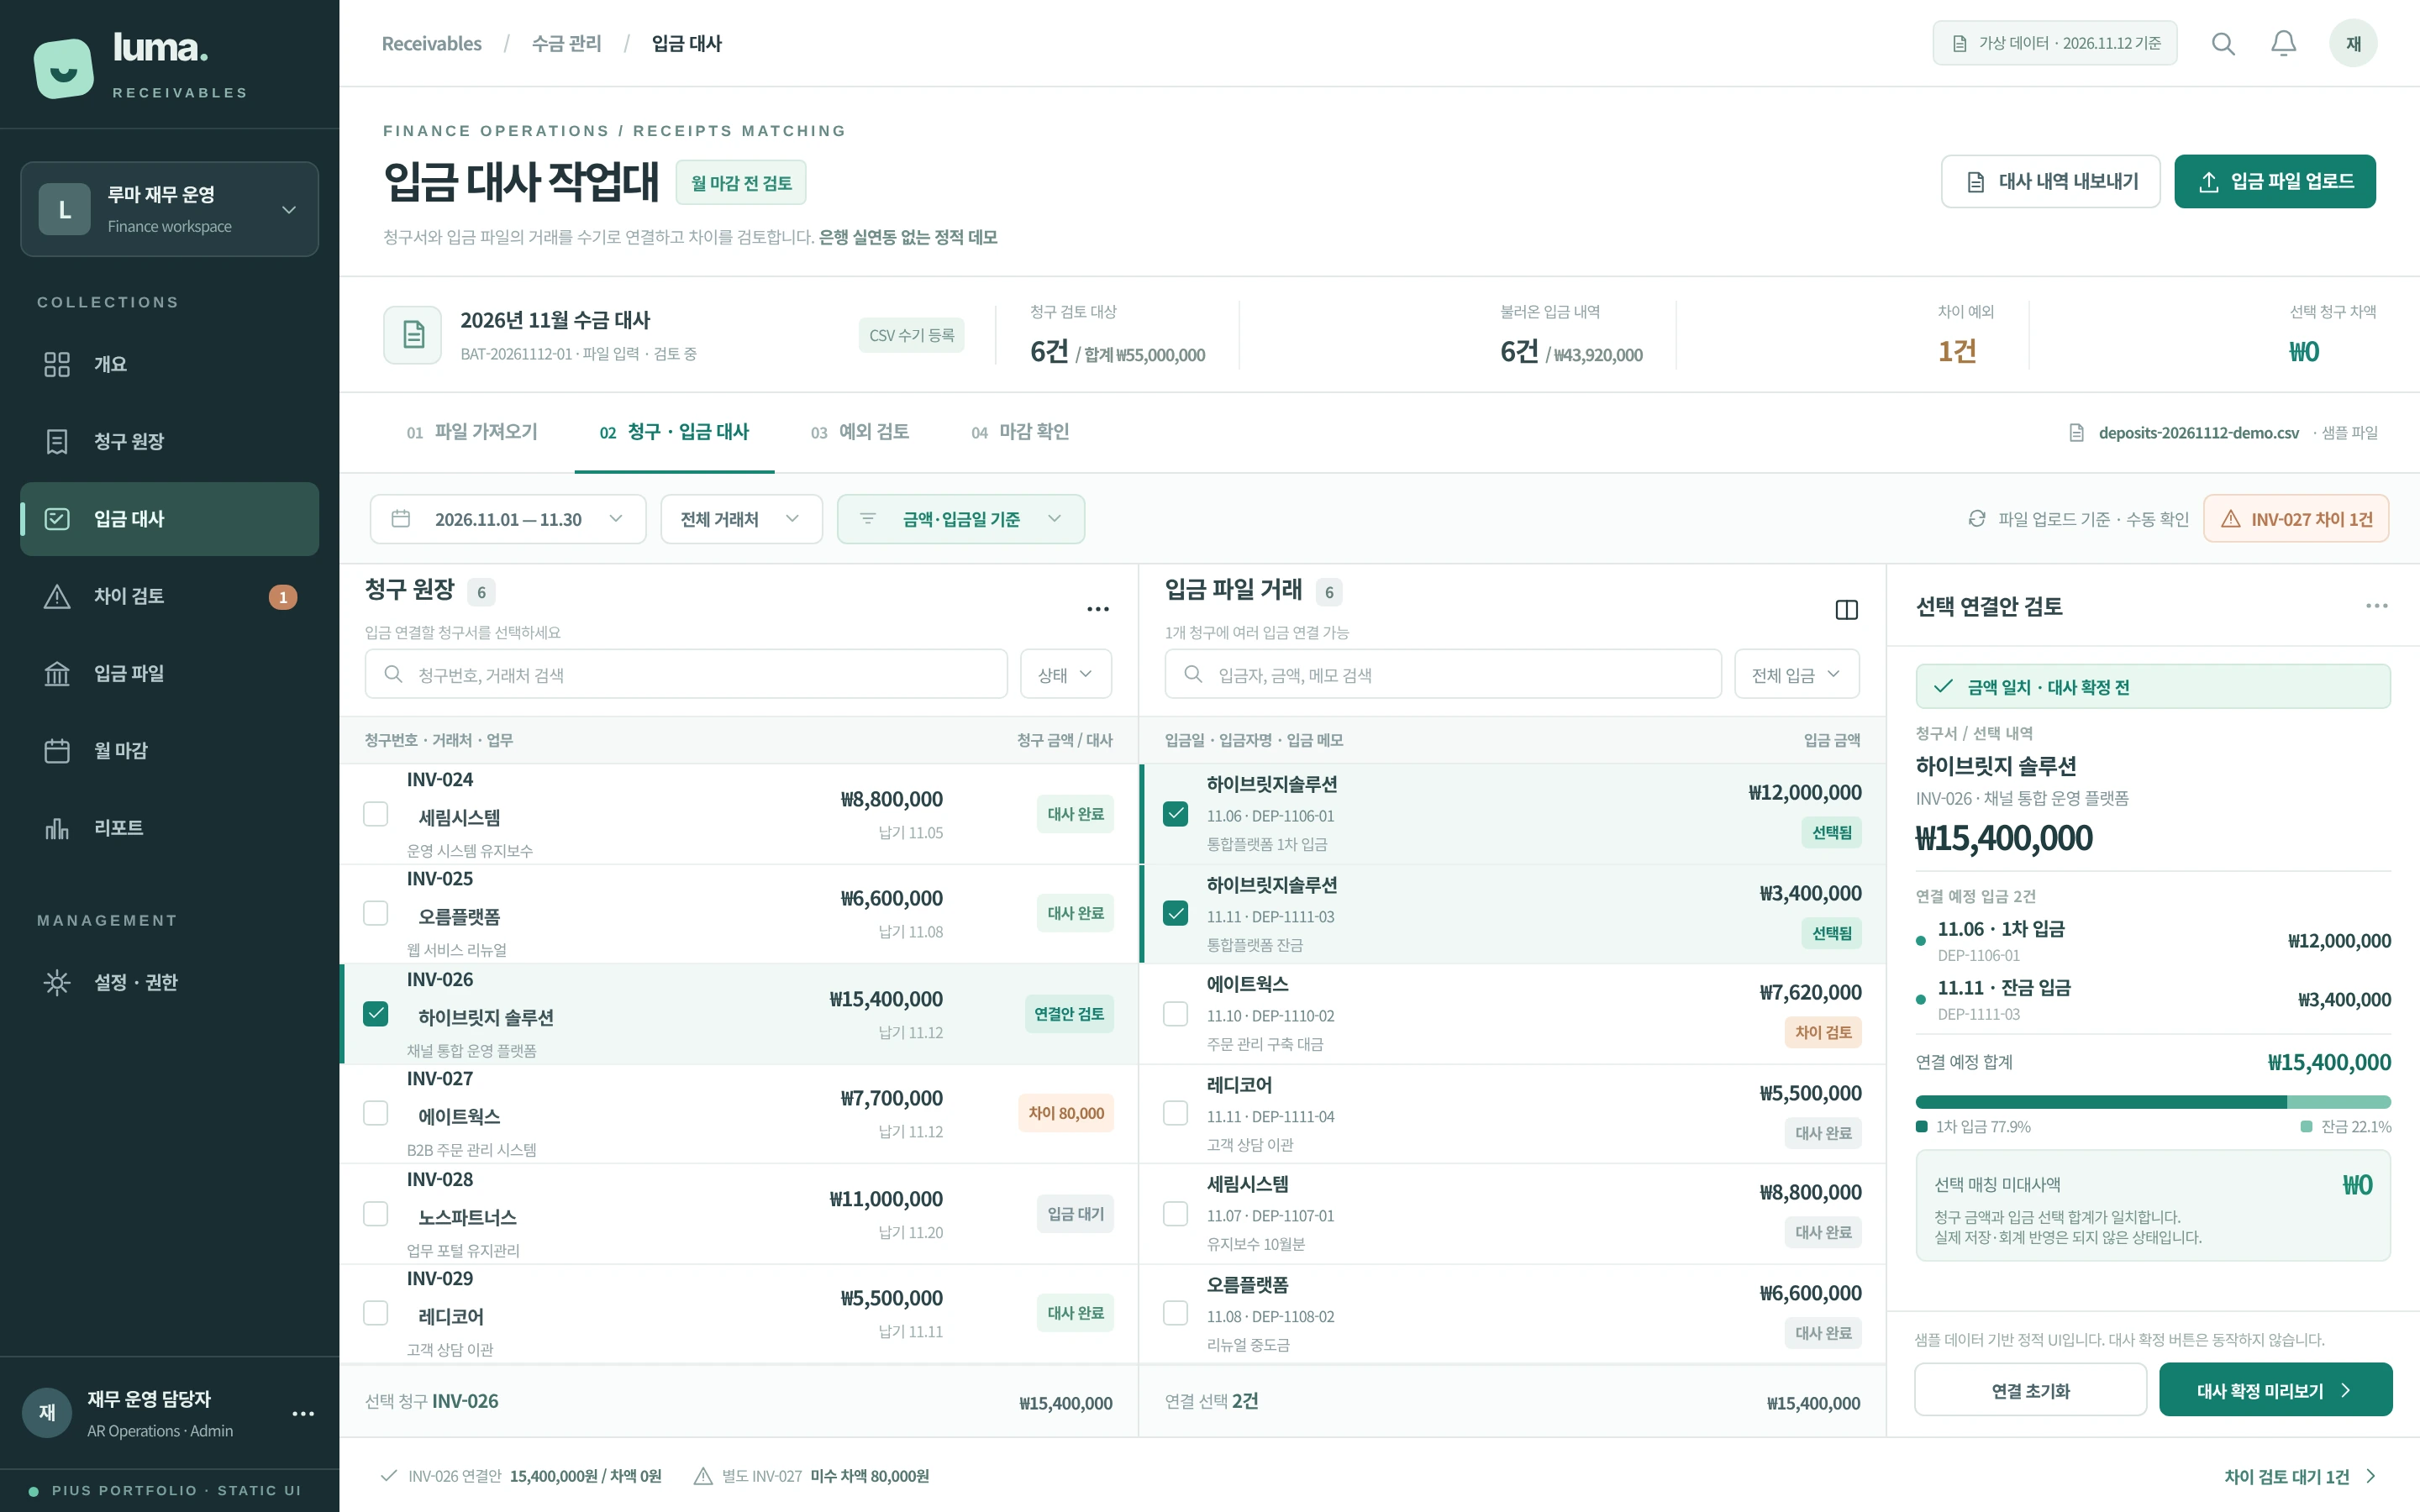 luma.
RECEIVABLES
L
루마 재무 운영
Finance workspace
COLLECTIONS
개요
청구 원장
입금 대사
차이 검토
1
입금 파일
월 마감
리포트
MANAGEMENT
설정 · 권한
재
재무 운영 담당자
AR Operations · Admin
PIUS PORTFOLIO · STATIC UI
Receivables / 수금 관리 / 입금 대사
가상 데이터 · 2026.11.12 기준
재
FINANCE OPERATIONS / RECEIPTS MATCHING
입금 대사 작업대
월 마감 전 검토
청구서와 입금 파일의 거래를 수기로 연결하고 차이를 검토합니다. 은행 실연동 없는 정적 데모
대사 내역 내보내기
입금 파일 업로드
2026년 11월 수금 대사
BAT-20261112-01 · 파일 입력 · 검토 중
CSV 수기 등록
청구 검토 대상
6건 / 합계 ₩55,000,000
불러온 입금 내역
6건 / ₩43,920,000
차이 예외
1건
선택 청구 차액
₩0
01 파일 가져오기
02 청구 · 입금 대사
03 예외 검토
04 마감 확인
deposits-20261112-demo.csv · 샘플 파일
2026.11.01 — 11.30
전체 거래처
금액·입금일 기준
파일 업로드 기준 · 수동 확인
INV-027 차이 1건
청구 원장 6
입금 연결할 청구서를 선택하세요
청구번호, 거래처 검색
상태
청구번호 · 거래처 · 업무
청구 금액 / 대사
INV-024
세림시스템
운영 시스템 유지보수
₩8,800,000
납기 11.05
대사 완료
INV-025
오름플랫폼
웹 서비스 리뉴얼
₩6,600,000
납기 11.08
대사 완료
INV-026
하이브릿지 솔루션
채널 통합 운영 플랫폼
₩15,400,000
납기 11.12
연결안 검토
INV-027
에이트웍스
B2B 주문 관리 시스템
₩7,700,000
납기 11.12
차이 80,000
INV-028
노스파트너스
업무 포털 유지관리
₩11,000,000
납기 11.20
입금 대기
INV-029
레디코어
고객 상담 이관
₩5,500,000
납기 11.11
대사 완료
선택 청구 INV-026
₩15,400,000
입금 파일 거래 6
1개 청구에 여러 입금 연결 가능
입금자, 금액, 메모 검색
전체 입금
입금일 · 입금자명 · 입금 메모
입금 금액
하이브릿지솔루션
11.06 · DEP-1106-01
통합플랫폼 1차 입금
₩12,000,000
선택됨
하이브릿지솔루션
11.11 · DEP-1111-03
통합플랫폼 잔금
₩3,400,000
선택됨
에이트웍스
11.10 · DEP-1110-02
주문 관리 구축 대금
₩7,620,000
차이 검토
레디코어
11.11 · DEP-1111-04
고객 상담 이관
₩5,500,000
대사 완료
세림시스템
11.07 · DEP-1107-01
유지보수 10월분
₩8,800,000
대사 완료
오름플랫폼
11.08 · DEP-1108-02
리뉴얼 중도금
₩6,600,000
대사 완료
연결 선택 2건
₩15,400,000
선택 연결안 검토
금액 일치 · 대사 확정 전
청구서 / 선택 내역
하이브릿지 솔루션
INV-026 · 채널 통합 운영 플랫폼
₩15,400,000
연결 예정 입금 2건
11.06 · 1차 입금
DEP-1106-01
₩12,000,000
11.11 · 잔금 입금
DEP-1111-03
₩3,400,000
연결 예정 합계
₩15,400,000
1차 입금 77.9%
잔금 22.1%
선택 매칭 미대사액
₩0
청구 금액과 입금 선택 합계가 일치합니다.
실제 저장·회계 반영은 되지 않은 상태입니다.
샘플 데이터 기반 정적 UI입니다. 대사 확정 버튼은 동작하지 않습니다.
연결 초기화
대사 확정 미리보기
INV-026 연결안 15,400,000원 / 차액 0원
별도 INV-027 미수 차액 80,000원
차이 검토 대기 1건